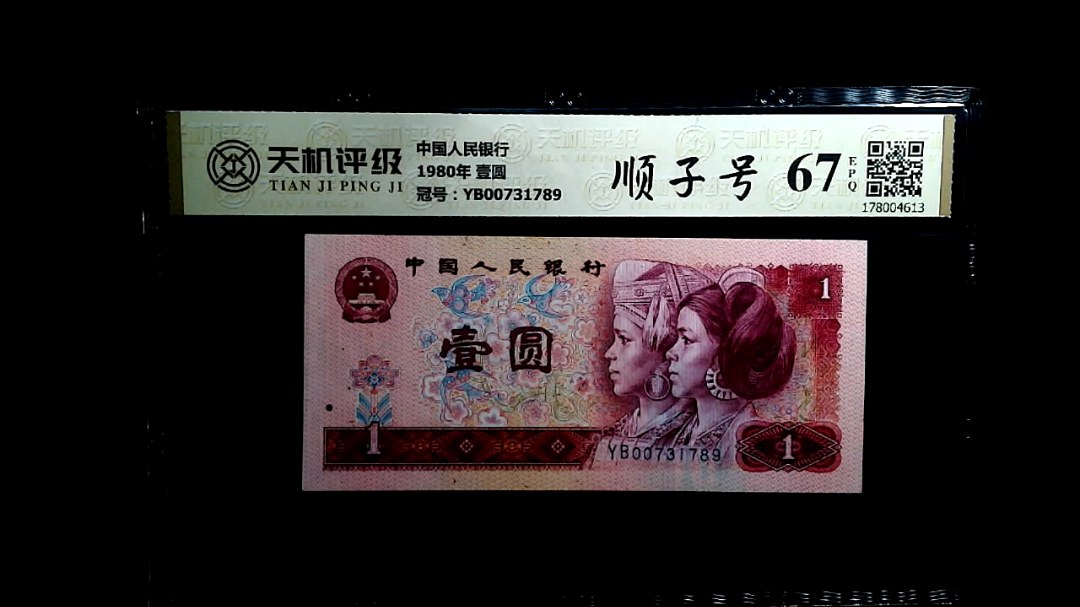 天机评级
TIAN JI PING JI
中国人民银行
1980年 壹圆
冠号：YB00731789
顺子号
67
EPQ
178004613
中国人民银行
1
壹圆
1
YB00731789
1